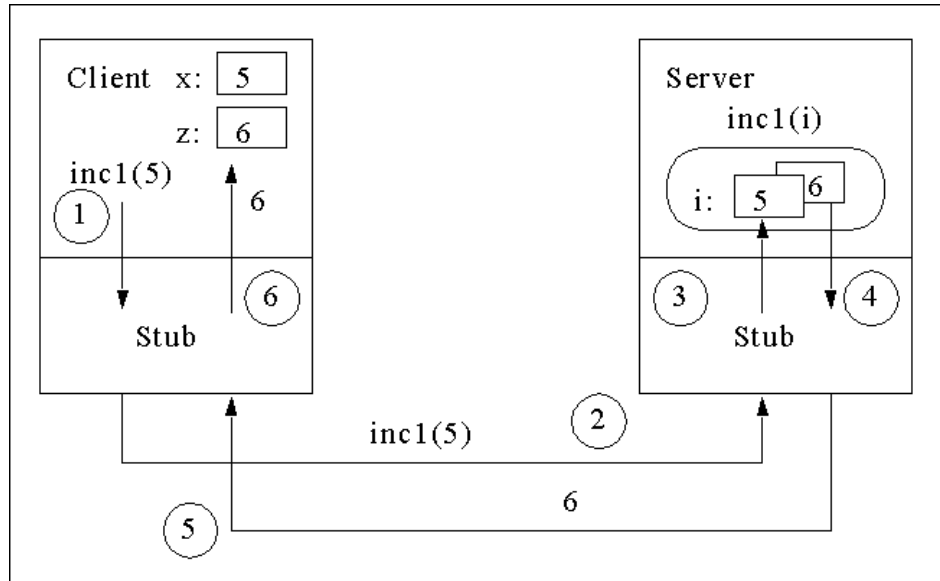 Client x: 5
z: 6
inc1(5)
1
6
6
Stub
Server
inc1(i)
i: 5 6
3
4
Stub
2
inc1(5)
6
5